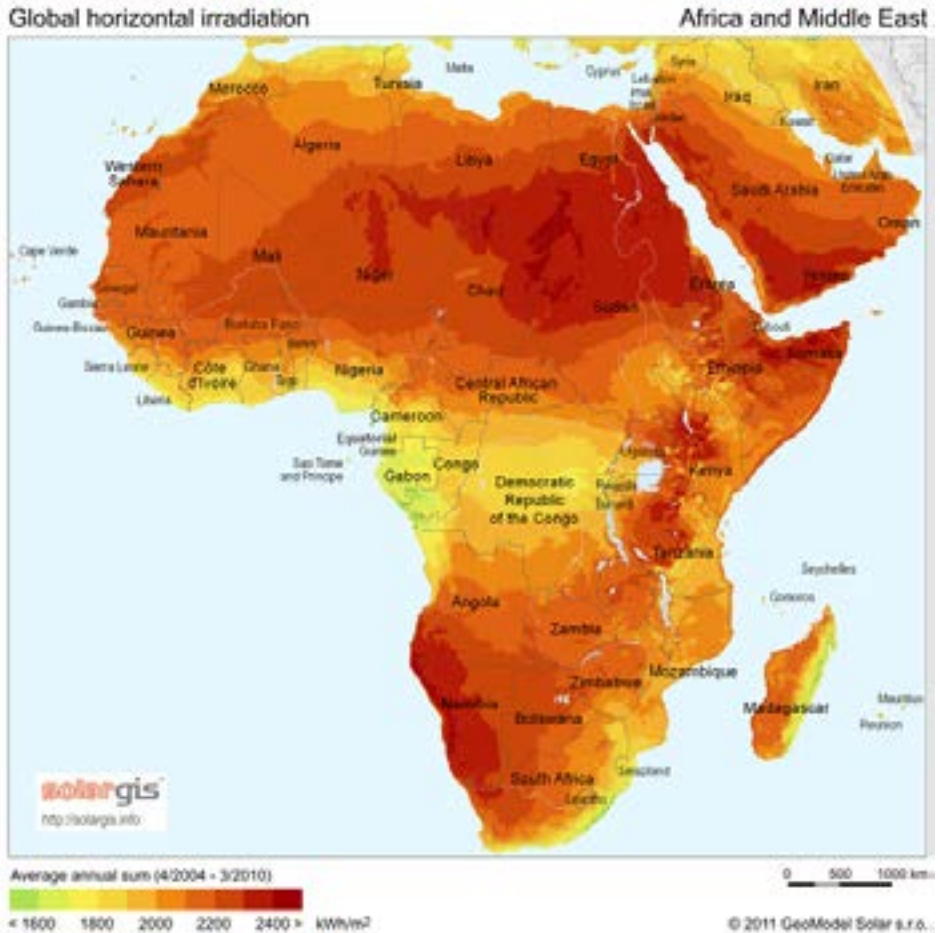 Global horizontal irradiation
Africa and Middle East
Malta
Cyprus
Syria
Tunisia
Morocco
Lebanon
Iraq
Iran
Kuwait
Algeria
Libya
Egypt
Qatar
Western
Sahara
United Arab
Emirates
Saudi Arabia
Oman
Mauritania
Cape Verde
Mali
Niger
Chad
Sudan
Eritrea
Yemen
Senegal
Gambia
Guinea-Bissau
Guinea
Burkina Faso
Benin
Djibouti
Somalia
Sierra Leone
Côte
d'Ivoire
Ghana
Togo
Nigeria
Ethiopia
Liberia
Central African
Republic
Cameroon
Equatorial
Guinea
Sao Tome
and Principe
Gabon
Congo
Uganda
Kenya
Democratic
Republic
of the Congo
Rwanda
Burundi
Tanzania
Seychelles
Comoros
Angola
Zambia
Mozambique
Zimbabwe
Namibia
Botswana
Madagascar
Mauritius
Reunion
South Africa
Swaziland
Lesotho
solargis
http://solargis.info
Average annual sum (4/2004 - 3/2010)
< 1600 1800 2000 2200 2400 > kWh/m²
0 500 1000 km
© 2011 GeoModel Solar s.r.o.